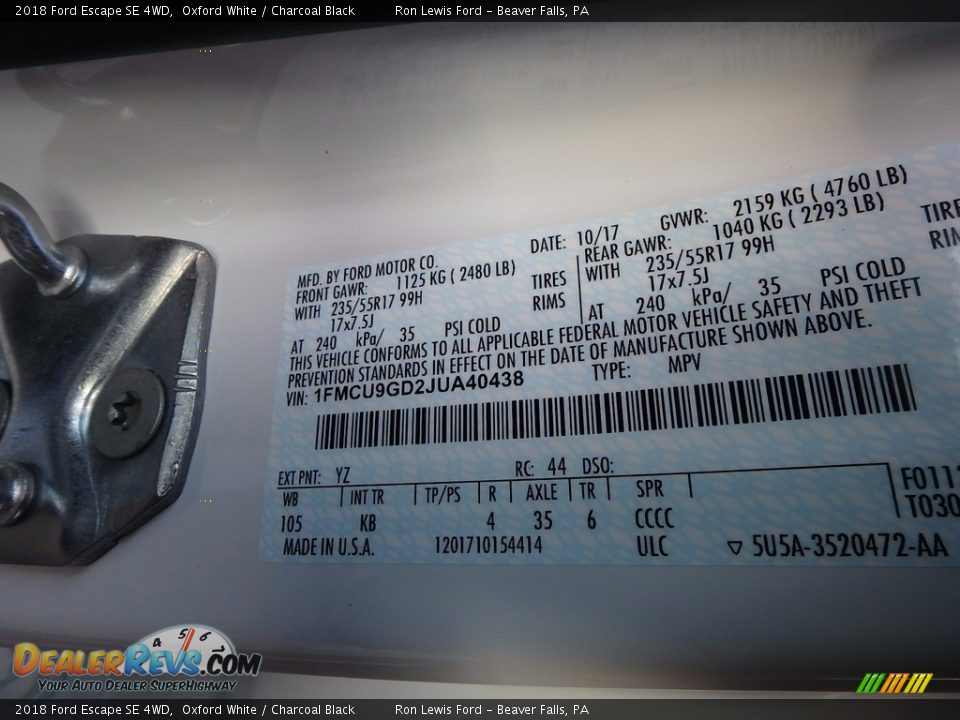 2018 Ford Escape SE 4WD, Oxford White / Charcoal Black Ron Lewis Ford - Beaver Falls, PA
MFD. BY FORD MOTOR CO. DATE: 10/17 GVWR: 2159 KG ( 4760 LB)
FRONT GAWR: 1125 KG ( 2480 LB) REAR GAWR: 1040 KG ( 2293 LB)
WITH 235/55R17 99H TIRES WITH 235/55R17 99H TIRE
17x7.5J RIMS 17x7.5J RIM
AT 240 kPa/ 35 PSI COLD AT 240 kPa/ 35 PSI COLD
THIS VEHICLE CONFORMS TO ALL APPLICABLE FEDERAL MOTOR VEHICLE SAFETY AND THEFT
PREVENTION STANDARDS IN EFFECT ON THE DATE OF MANUFACTURE SHOWN ABOVE.
VIN: 1FMCU9GD2JUA40438 TYPE: MPV
EXT PNT: YZ RC: 44 DSO:
WB INT TR TP/PS R AXLE TR SPR F0112
105 KB 4 35 6 CCCC T030
MADE IN U.S.A. 1201710154414 ULC ▽ 5U5A-3520472-AA
4 5 6
DEALERREVS.COM
YOUR AUTO DEALER SUPERHIGHWAY
2018 Ford Escape SE 4WD, Oxford White / Charcoal Black Ron Lewis Ford - Beaver Falls, PA